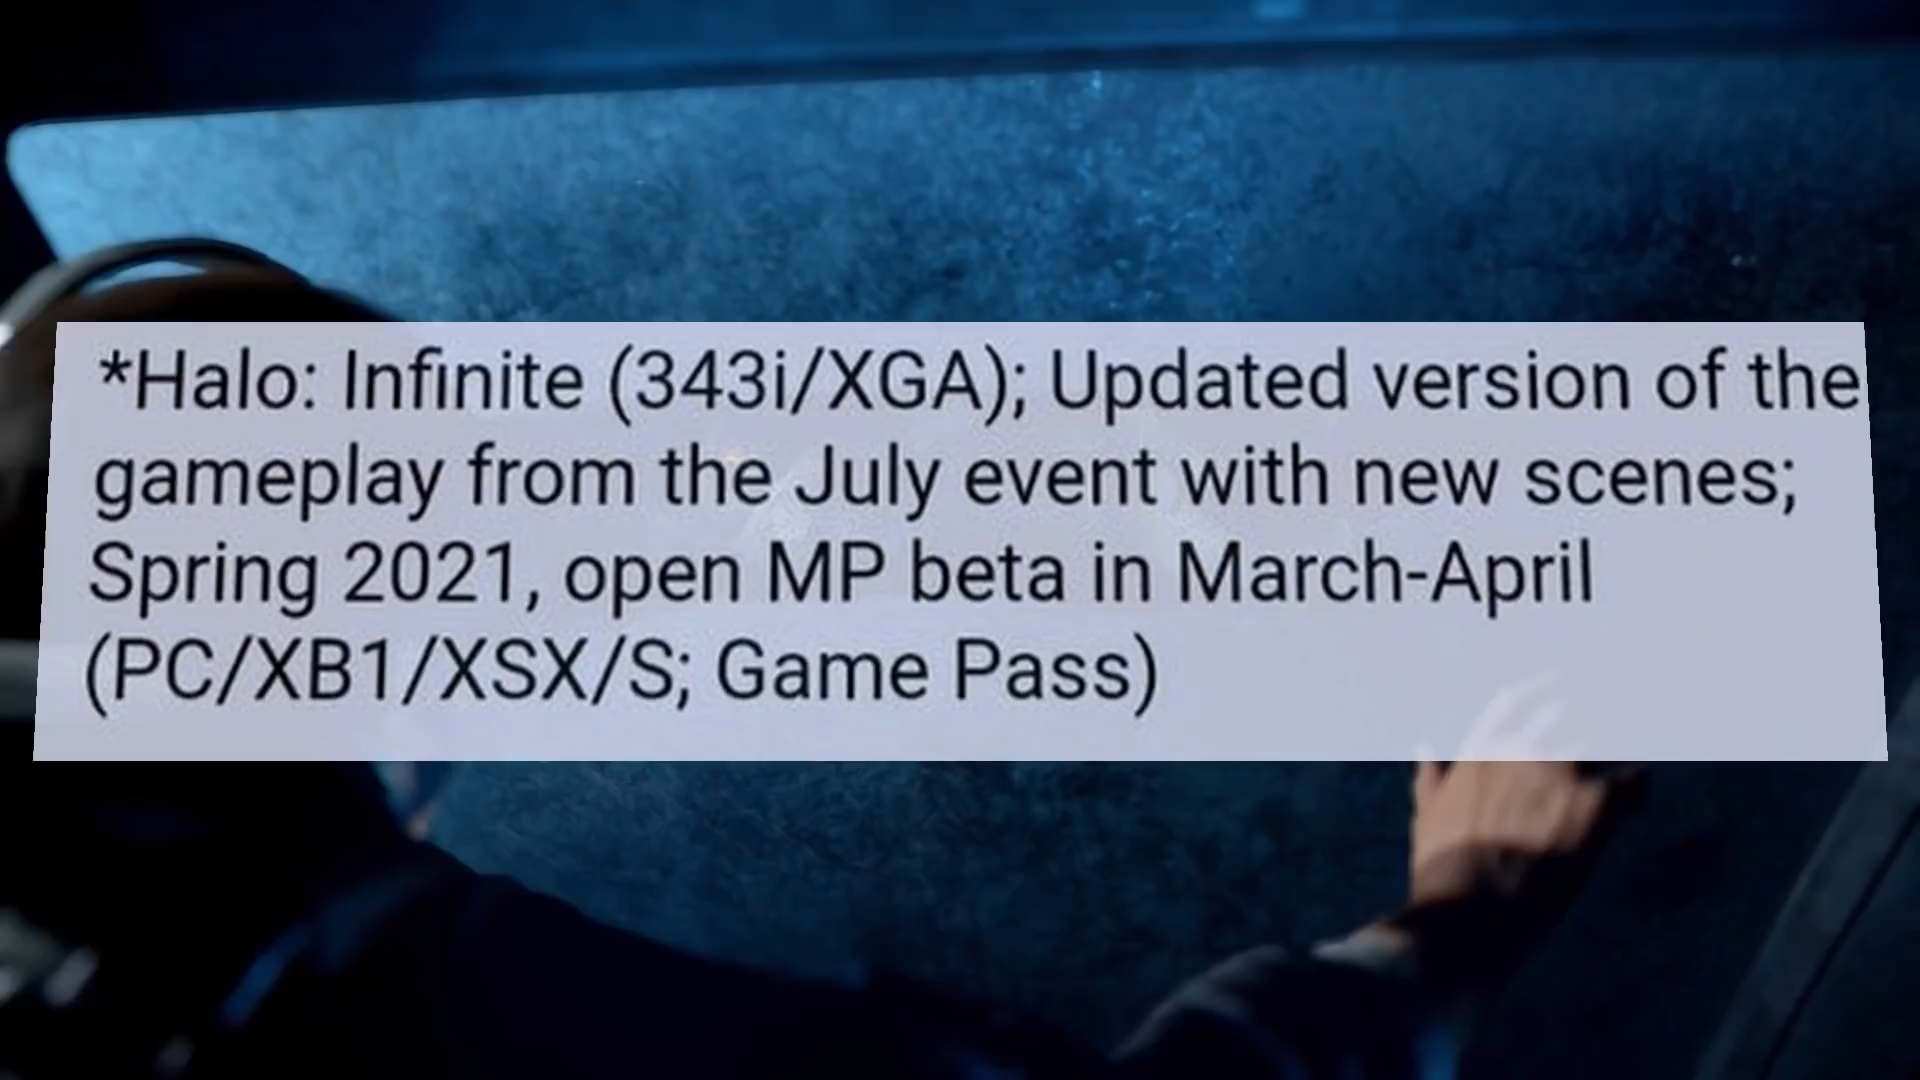 *Halo: Infinite (343i/XGA); Updated version of the
gameplay from the July event with new scenes;
Spring 2021, open MP beta in March-April
(PC/XB1/XSX/S; Game Pass)